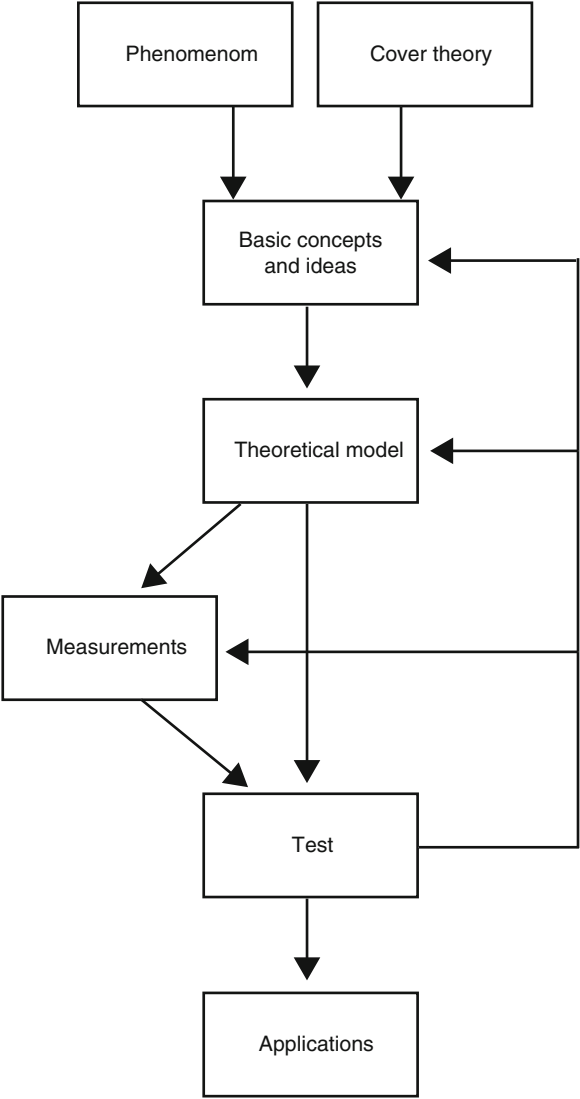 Phenomenom
Cover theory
Basic concepts
and ideas
Theoretical model
Measurements
Test
Applications